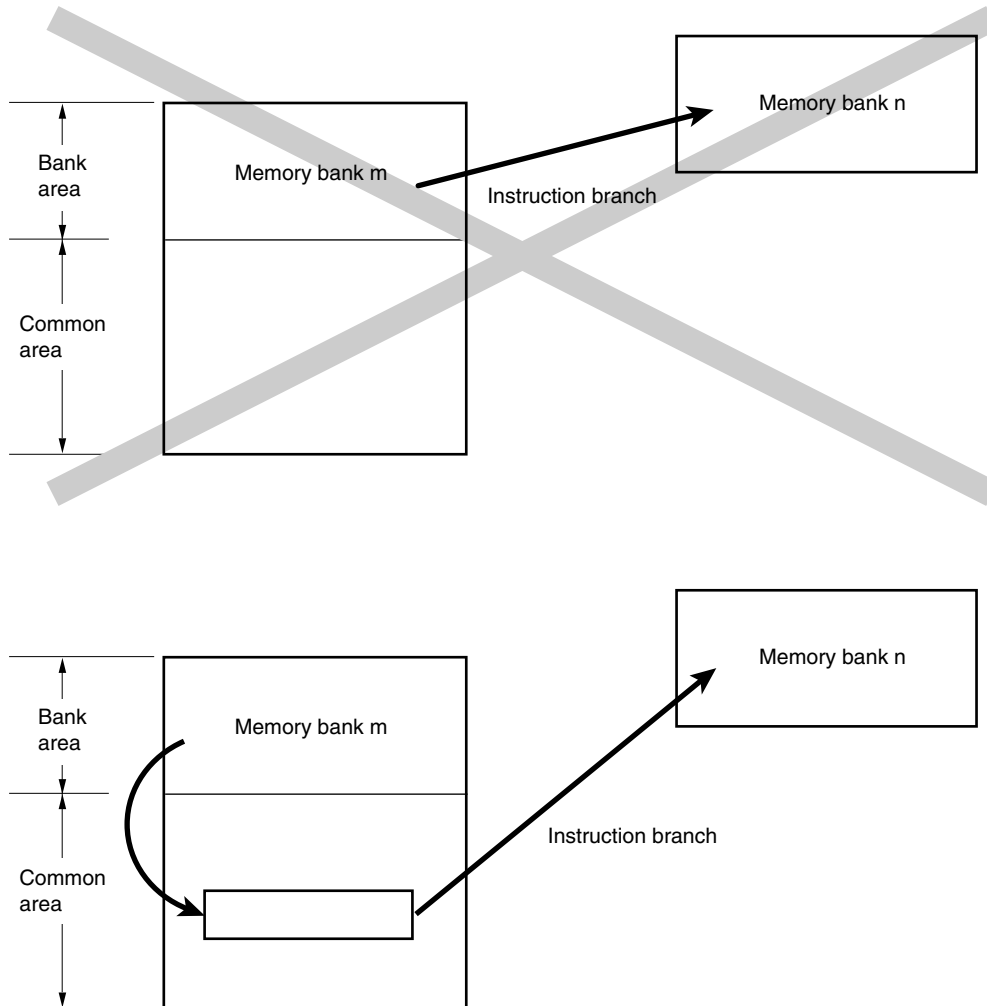 Memory bank n
Bank
area
Memory bank m
Instruction branch
Common
area
Memory bank n
Bank
area
Memory bank m
Instruction branch
Common
area